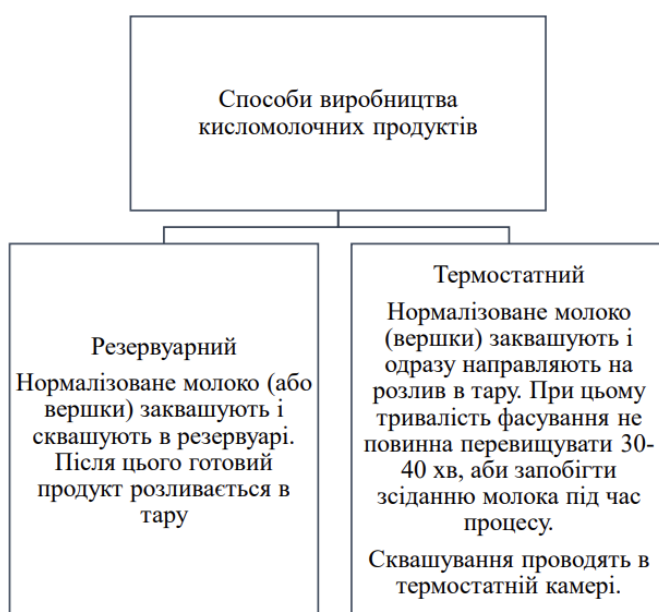 Способи виробництва
кисломолочних продуктів
Резервуарний
Нормалізоване молоко (або
вершки) заквашують і
сквашують в резервуарі.
Після цього готовий
продукт розливається в
тару
Термостатний
Нормалізоване молоко
(вершки) заквашують і
одразу направляють на
розлив в тару. При цьому
тривалість фасування не
повинна перевищувати 30-
40 хв, аби запобігти
зсіданню молока під час
процесу.
Сквашування проводять в
термостатній камері.